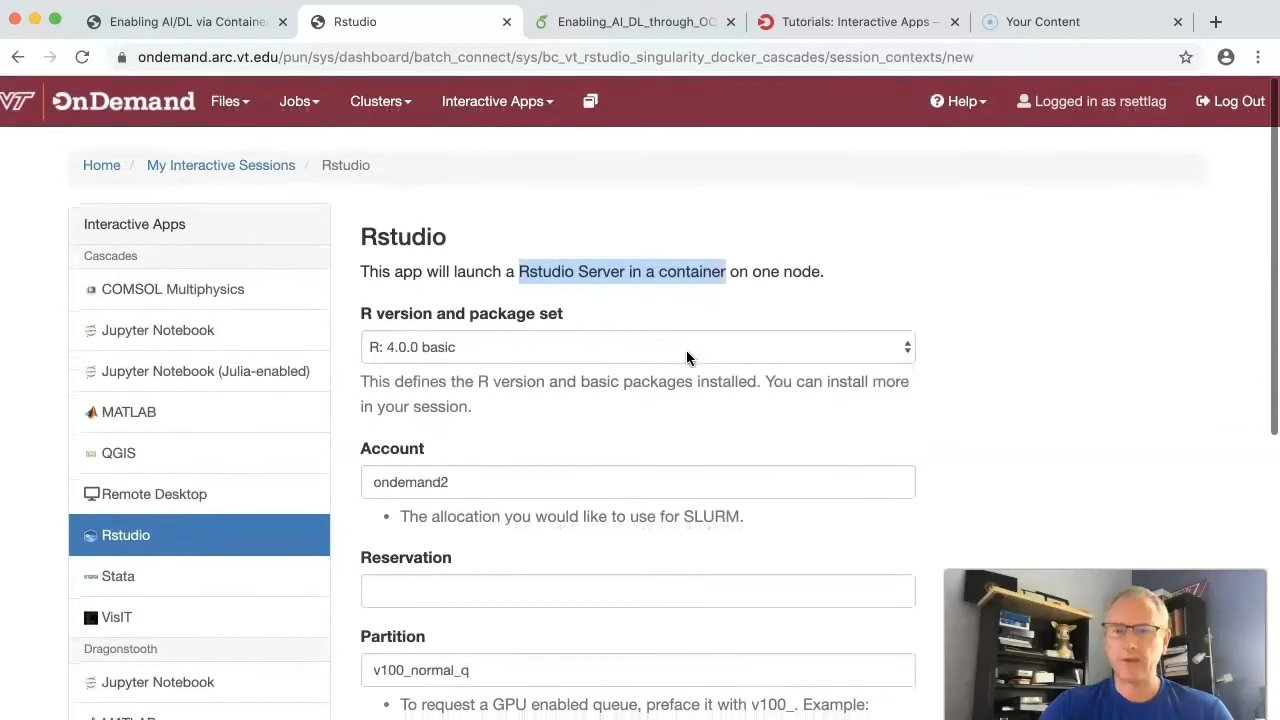 Enabling AI/DL via Containe
Rstudio
Enabling_AI_DL_through_OC
Tutorials: Interactive Apps –
Your Content
ondemand.arc.vt.edu/pun/sys/dashboard/batch_connect/sys/bc_vt_rstudio_singularity_docker_cascades/session_contexts/new
VT OnDemand Files Jobs Clusters Interactive Apps Help Logged in as rsettlag Log Out
Home / My Interactive Sessions / Rstudio
Interactive Apps
Cascades
COMSOL Multiphysics
Jupyter Notebook
Jupyter Notebook (Julia-enabled)
MATLAB
QGIS
Remote Desktop
Rstudio
Stata
VisIT
Dragonstooth
Jupyter Notebook
MATLAB
Rstudio
This app will launch a Rstudio Server in a container on one node.
R version and package set
R: 4.0.0 basic
This defines the R version and basic packages installed. You can install more
in your session.
Account
ondemand2
• The allocation you would like to use for SLURM.
Reservation
Partition
v100_normal_q
• To request a GPU enabled queue, preface it with v100_. Example: